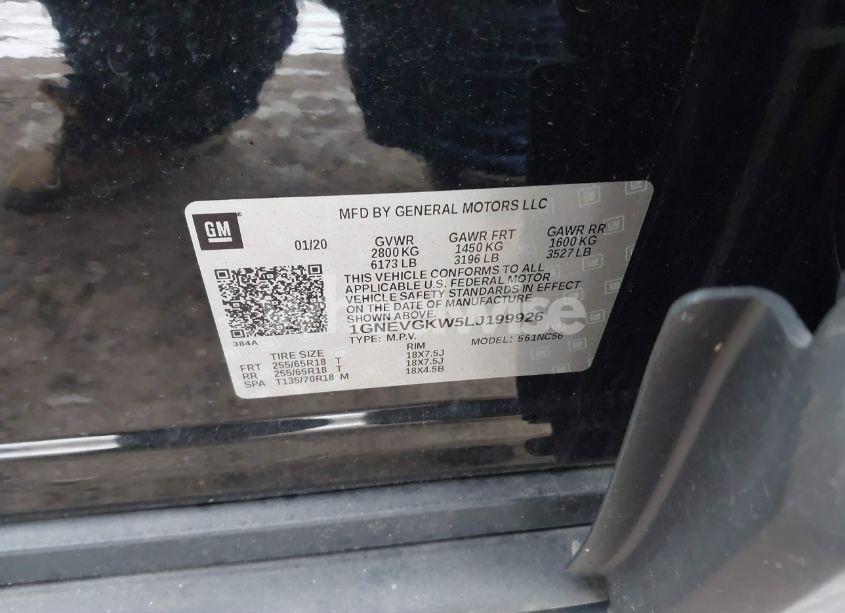 GM
MFD BY GENERAL MOTORS LLC
01/20 GVWR GAWR FRT GAWR RR
2800 KG 1450 KG 1600 KG
6173 LB 3196 LB 3527 LB
THIS VEHICLE CONFORMS TO ALL
APPLICABLE U.S. FEDERAL MOTOR
VEHICLE SAFETY STANDARDS IN EFFECT
ON THE DATE OF MANUFACTURE
SHOWN ABOVE.
384A
1GNEVGKW5LJ199926
TYPE: M.P.V. MODEL: 561NC56
TIRE SIZE RIM
FRT 255/65R18 T 18X7.5J
RR 255/65R18 T 18X7.5J
SPA T135/70R18 M 18X4.5B